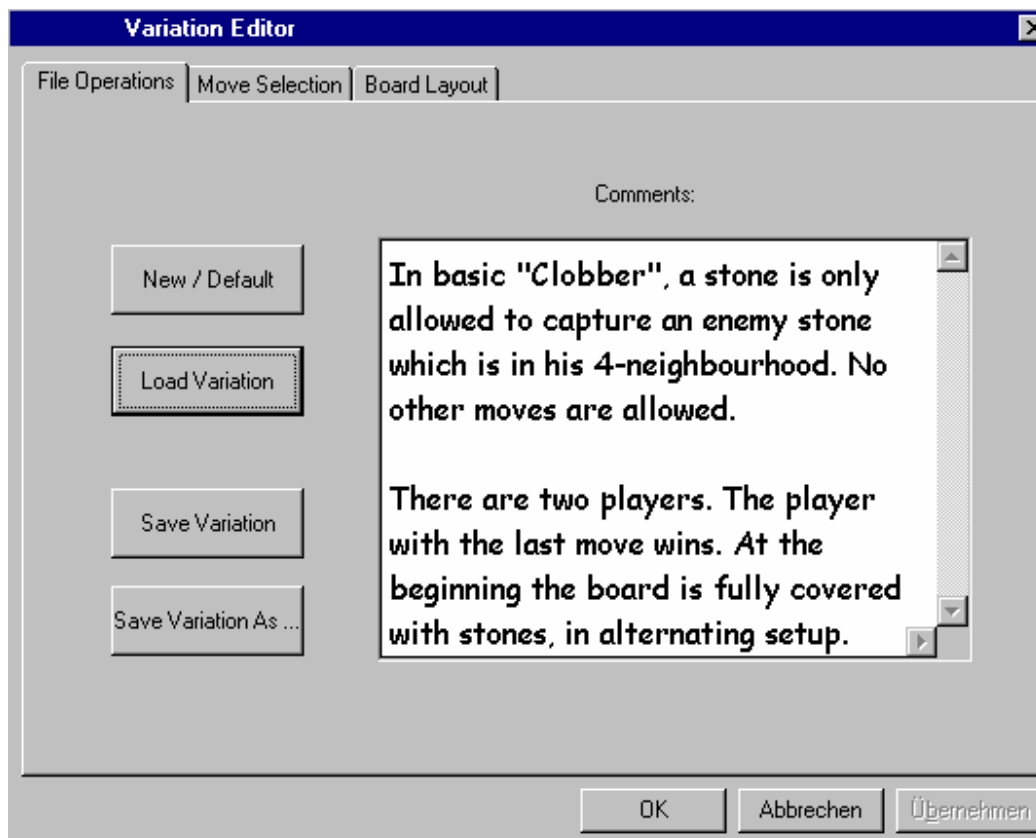 Variation Editor
File Operations
Move Selection
Board Layout
Comments:
New / Default
Load Variation
Save Variation
Save Variation As ...
In basic "Clobber", a stone is only
allowed to capture an enemy stone
which is in his 4-neighbourhood. No
other moves are allowed.
There are two players. The player
with the last move wins. At the
beginning the board is fully covered
with stones, in alternating setup.
OK
Abbrechen
Übernehmen